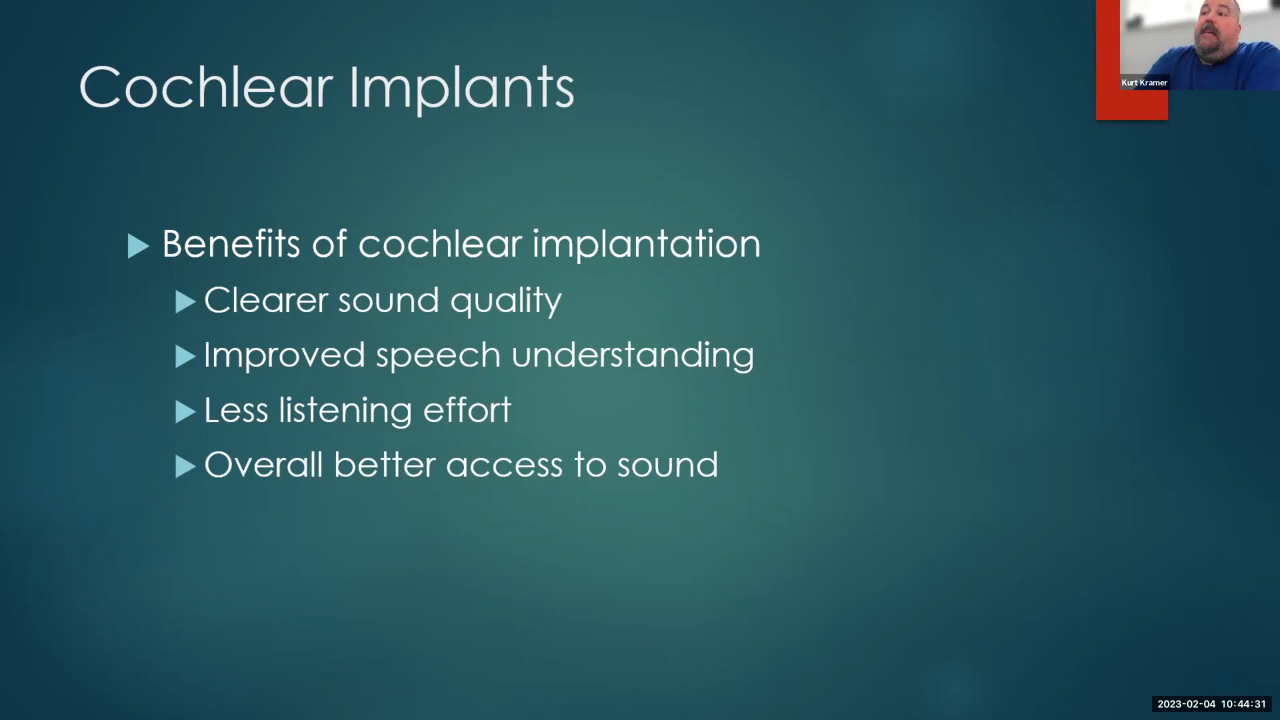 Cochlear Implants
Kurt Kramer
Benefits of cochlear implantation
Clearer sound quality
Improved speech understanding
Less listening effort
Overall better access to sound
2023-02-04 10:44:31